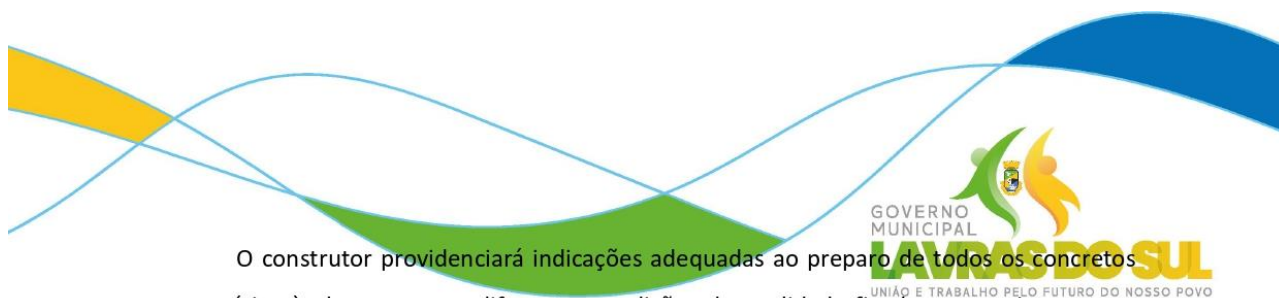 GOVERNO
MUNICIPAL
LAVRAS DO SUL
UNIÃO E TRABALHO PELO FUTURO DO NOSSO POVO
O construtor providenciará indicações adequadas ao preparo de todos os concretos